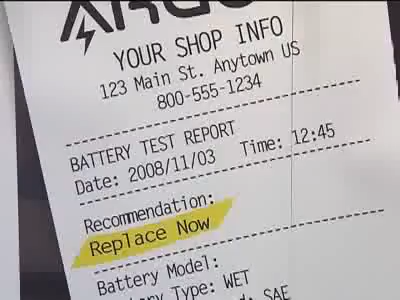 YOUR SHOP INFO
123 Main St. Anytown US
800-555-1234
BATTERY TEST REPORT
Date: 2008/11/03 Time: 12:45
Recommendation:
Replace Now
Battery Model:
Type: WET
SAE